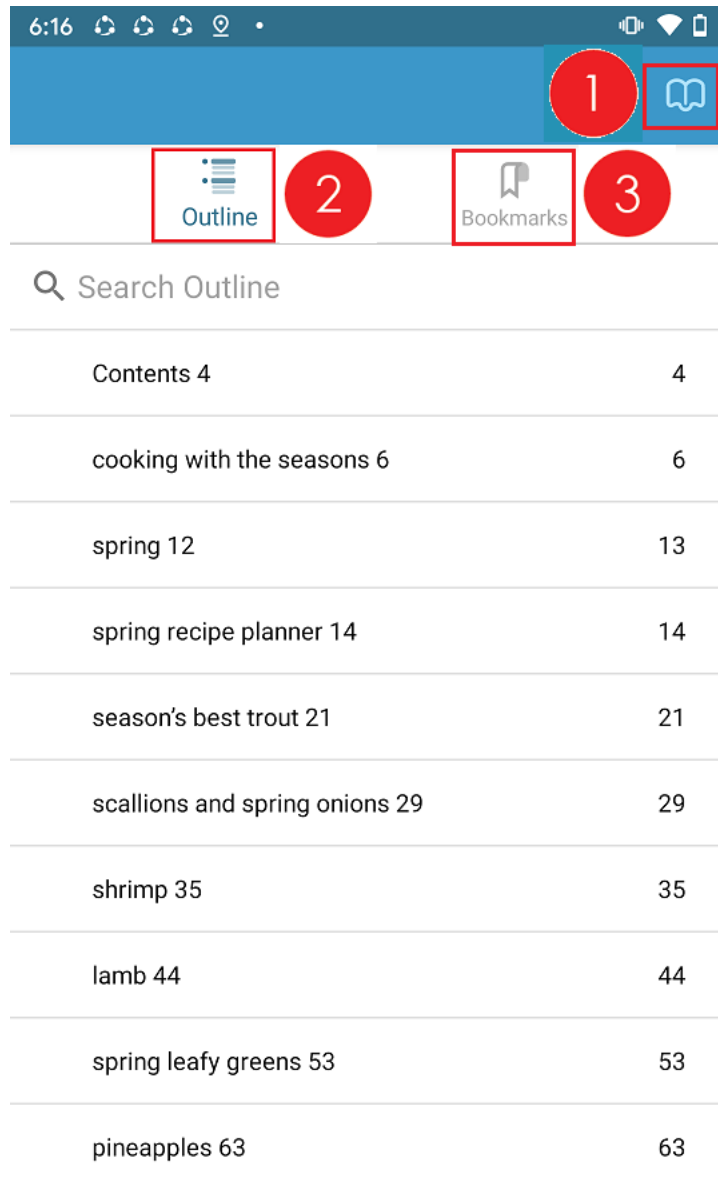 6:16
1
Outline 2 Bookmarks 3
Search Outline
Contents 4 4
cooking with the seasons 6 6
spring 12 13
spring recipe planner 14 14
season's best trout 21 21
scallions and spring onions 29 29
shrimp 35 35
lamb 44 44
spring leafy greens 53 53
pineapples 63 63